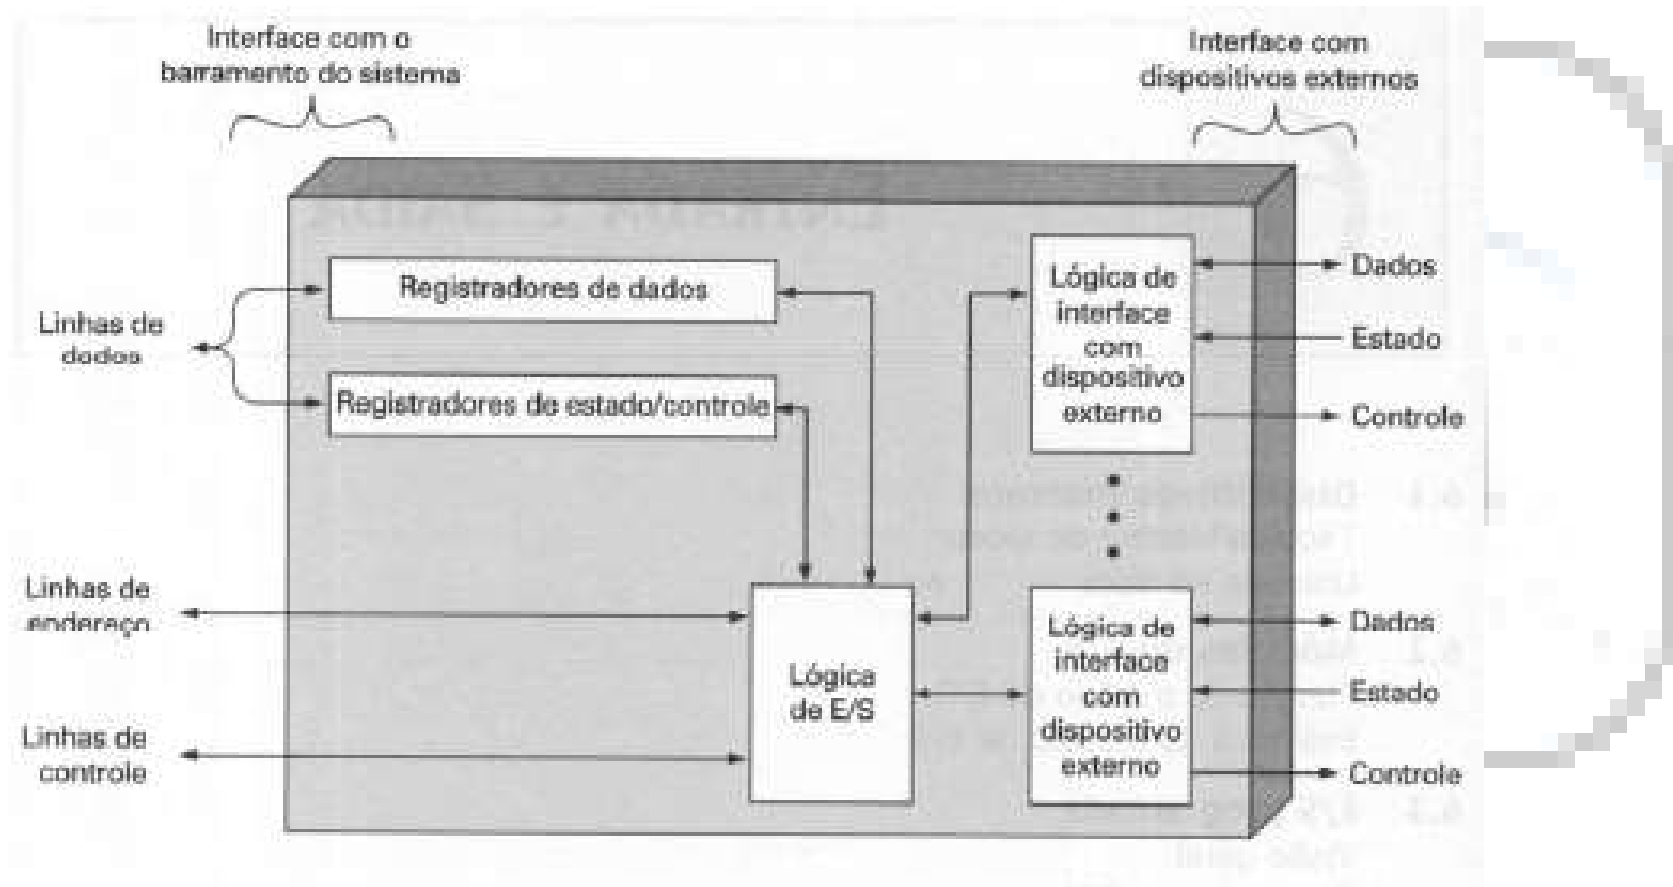 Interface com o
barramento do sistema
Interface com
dispositivos externos
Registradores de dados
Registradores de estado/controle
Linhas de
dados
Linhas de
endereço
Linhas de
controle
Lógica
de E/S
Lógica de
interface
com
dispositivo
externo
Dados
Estado
Controle
Lógica de
interface
com
dispositivo
externo
Dados
Estado
Controle